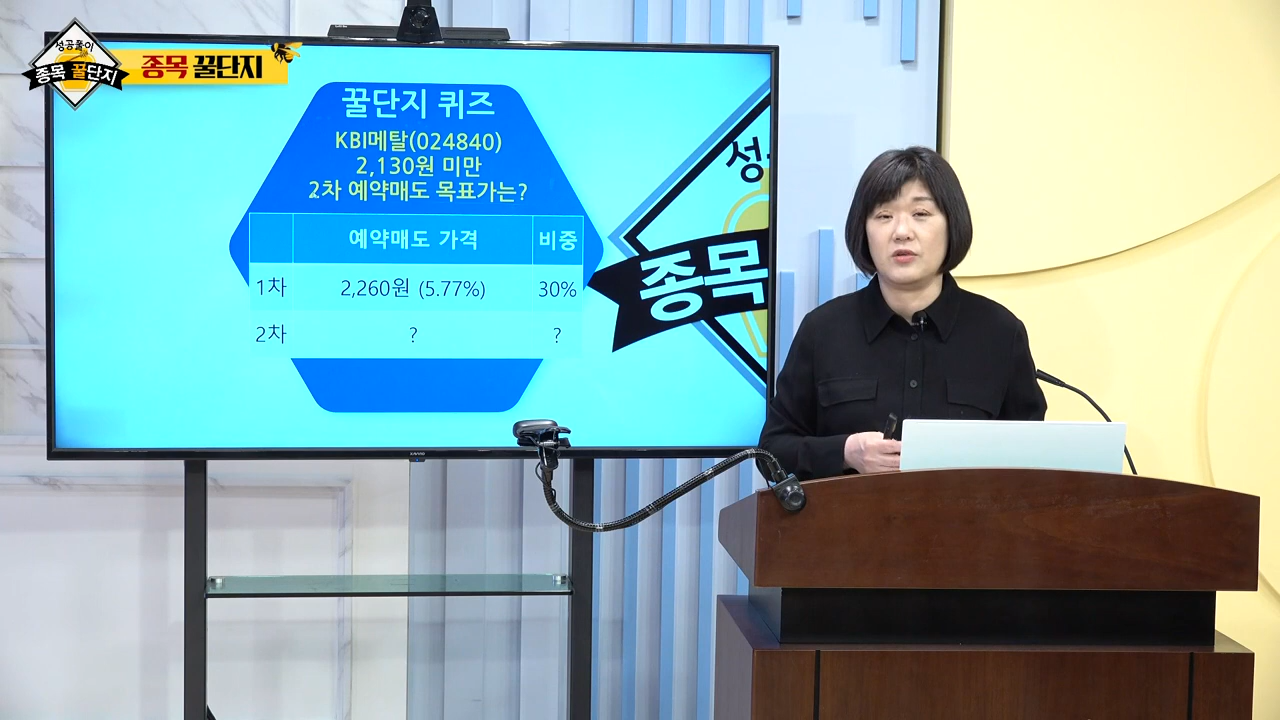 성공풀이
종목 꿀단지
종목 꿀단지
꿀단지 퀴즈
KBI메탈(024840)
2,130원 미만
2차 예약매도 목표가는?
예약매도 가격 비중
1차 2,260원 (5.77%) 30%
2차 ? ?
성
종목